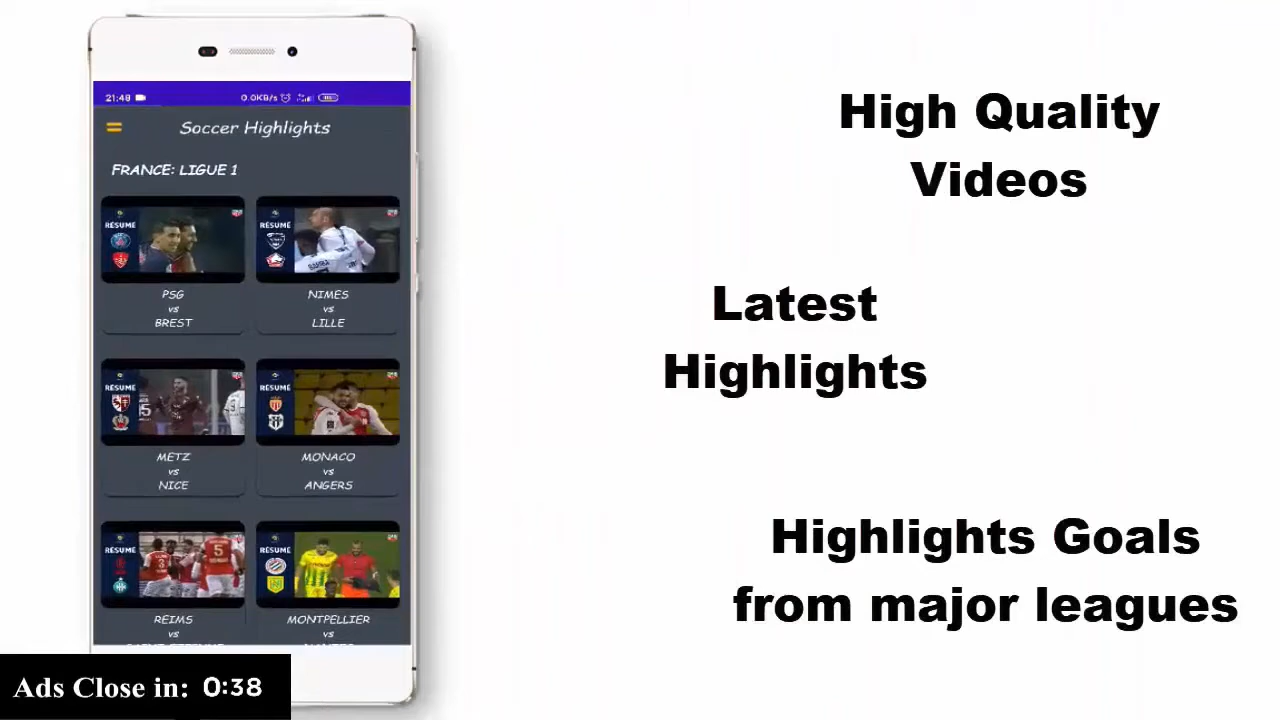 21:48
0.0KB/s
Soccer Highlights
FRANCE: LIGUE 1
RÉSUMÉ
RÉSUMÉ
PSG
vs
BREST
NIMES
vs
LILLE
RÉSUMÉ
RÉSUMÉ
METZ
vs
NICE
MONACO
vs
ANGERS
RÉSUMÉ
5
3
RÉSUMÉ
REIMS
vs
MONTPELLIER
vs
High Quality
Videos
Latest
Highlights
Highlights Goals
from major leagues
Ads Close in: 0:38